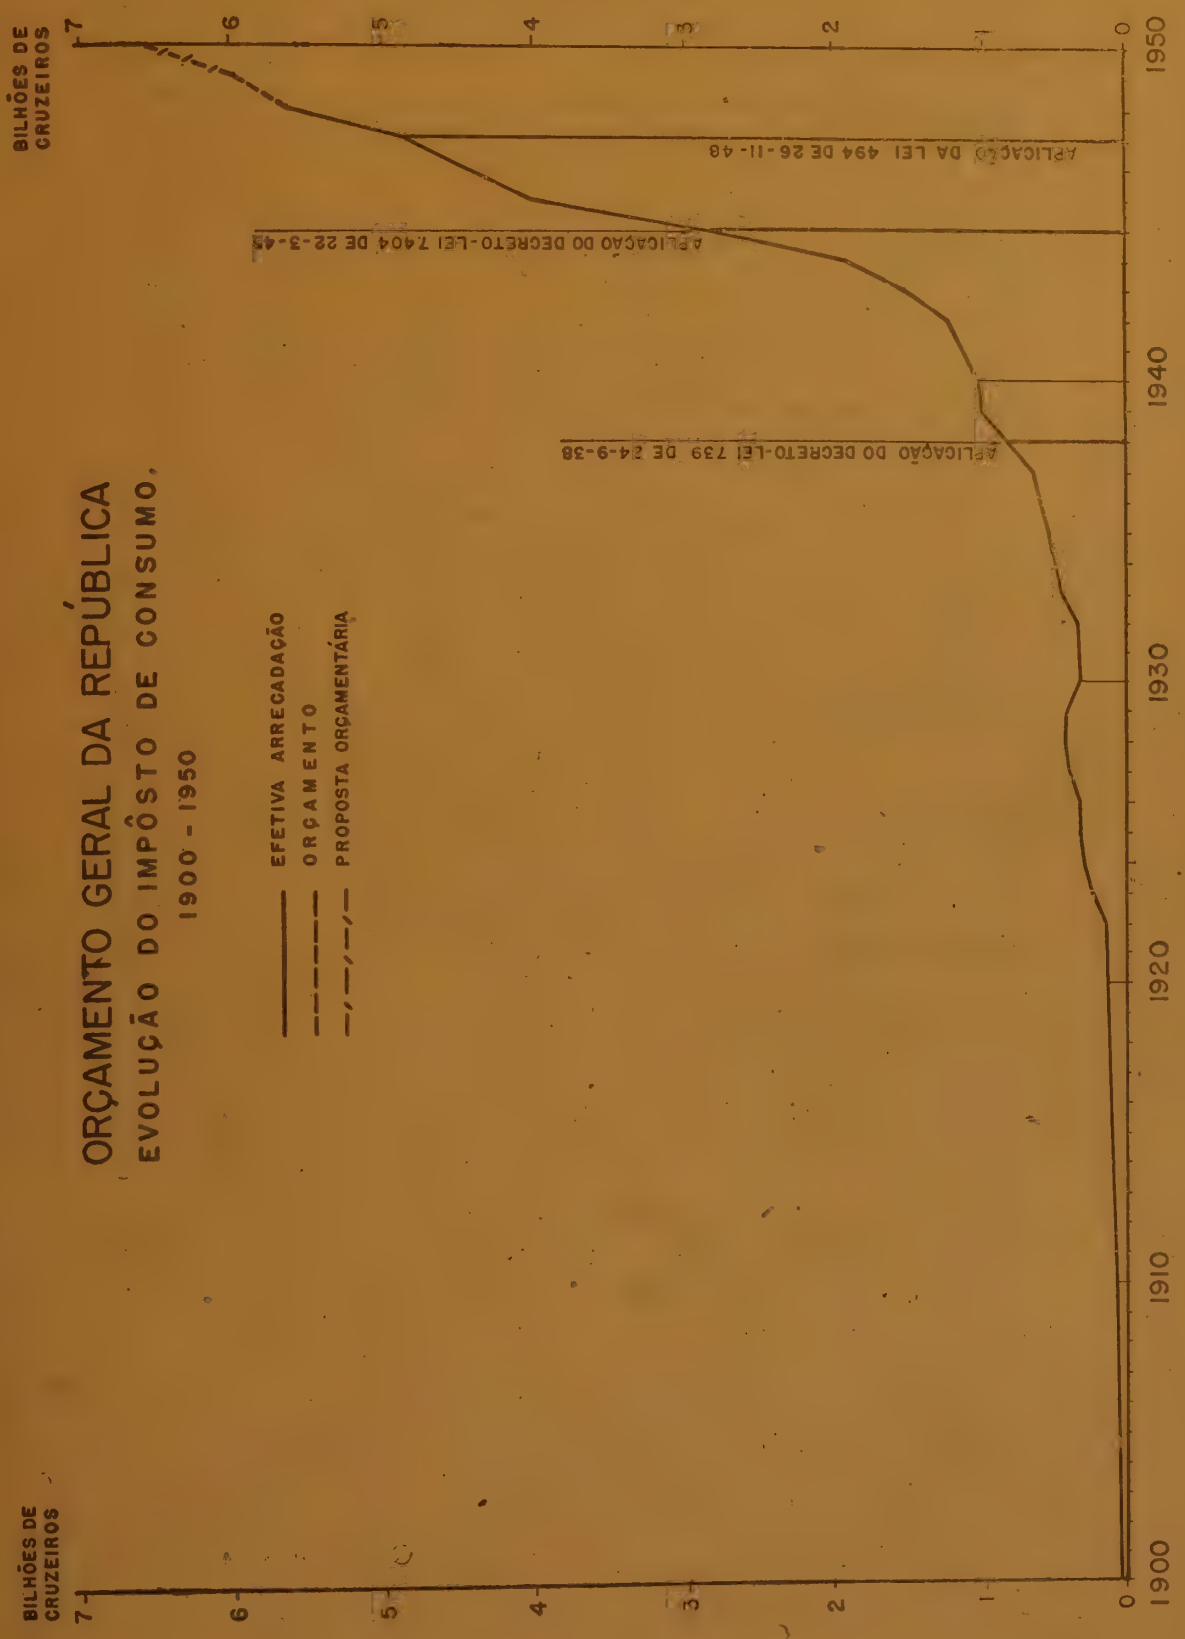 ORÇAMENTO GERAL DA REPÚBLICA
EVOLUÇÃO DO IMPÔSTO DE CONSUMO,
1900 - 1950
BILHÕES DE
CRUZEIROS
7
6
5
4
3
2
1
0
BILHÕES DE
CRUZEIROS
7
6
5
4
3
2
1
0
EFETIVA ARRECADAÇÃO
ORÇAMENTO
PROPOSTA ORÇAMENTÁRIA
APLICAÇÃO DO DECRETO-LEI 739 DE 24-9-38
APLICAÇÃO DO DECRETO-LEI 7404 DE 22-3-45
APLICAÇÃO DA LEI 494 DE 26-11-48
1900
1910
1920
1930
1940
1950